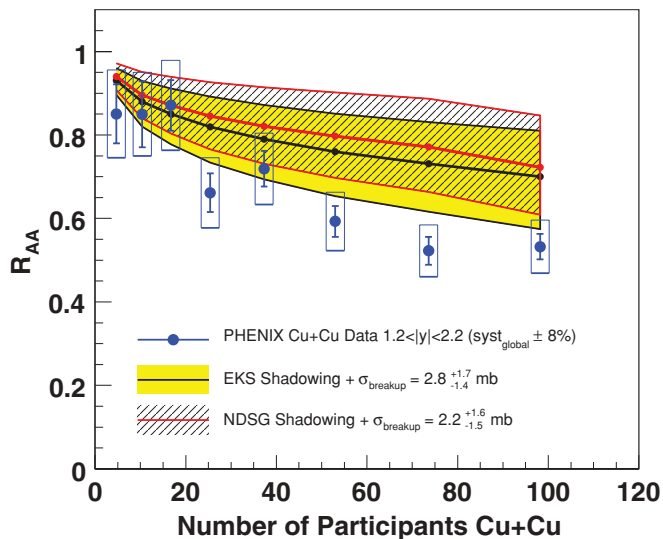 R_AA
1
0.8
0.6
0.4
0.2
0
PHENIX Cu+Cu Data 1.2<|y|<2.2 (syst_global ± 8%)
EKS Shadowing + σ_breakup = 2.8 +1.7 -1.4 mb
NDSG Shadowing + σ_breakup = 2.2 +1.6 -1.5 mb
0 20 40 60 80 100 120
Number of Participants Cu+Cu